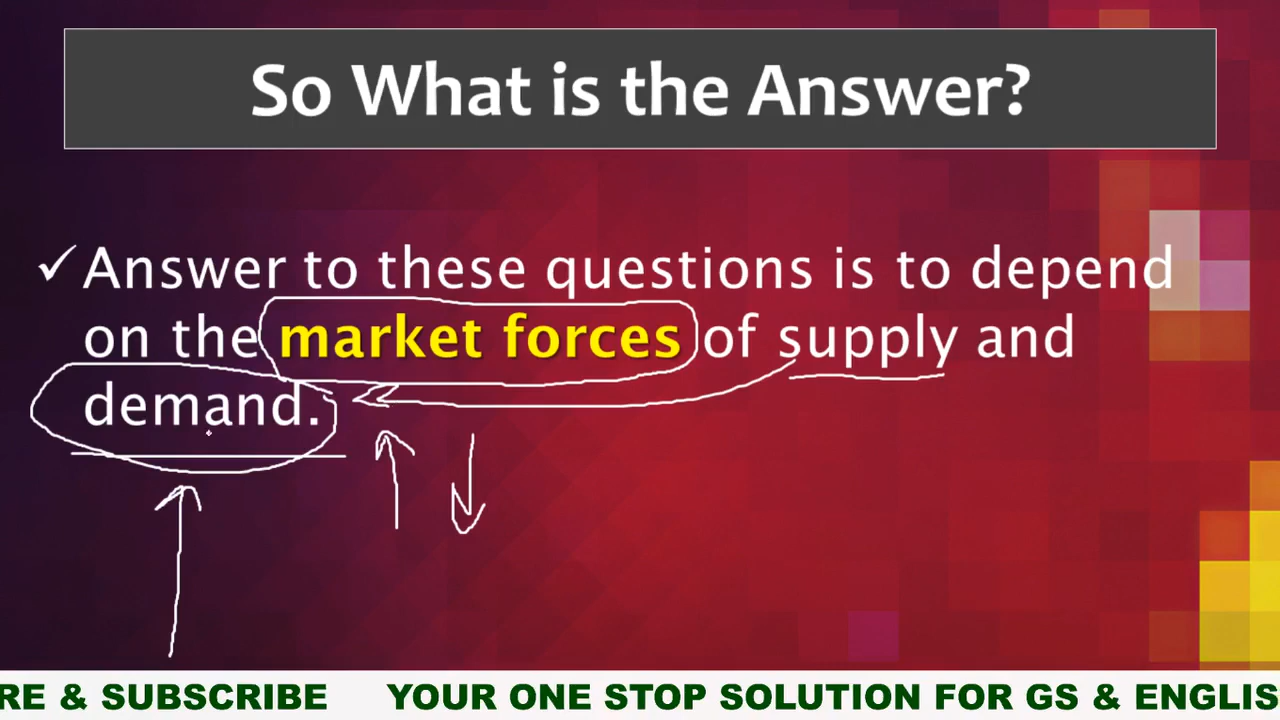 So What is the Answer?
✓ Answer to these questions is to depend
on the market forces of supply and
demand.
RE & SUBSCRIBE YOUR ONE STOP SOLUTION FOR GS & ENGLIS